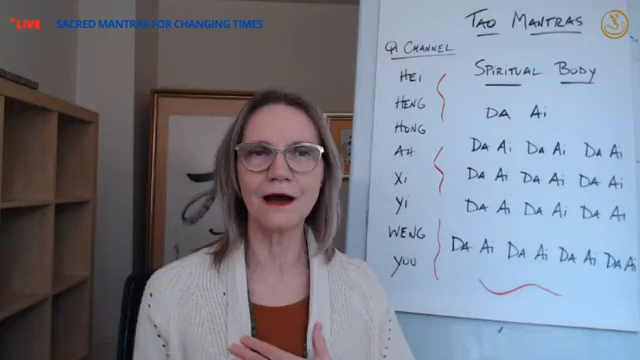 LIVE SACRED MANTRAS FOR CHANGING TIMES
TAO MANTRAS
QI CHANNEL
HEI
HENG
HONG
AH
XI
YI
WENG
YOU
SPIRITUAL BODY
DA Ai
DA Ai DA Ai DA Ai
DA Ai DA Ai DA Ai
DA Ai DA Ai DA Ai
DA Ai DA Ai DA Ai DA Ai